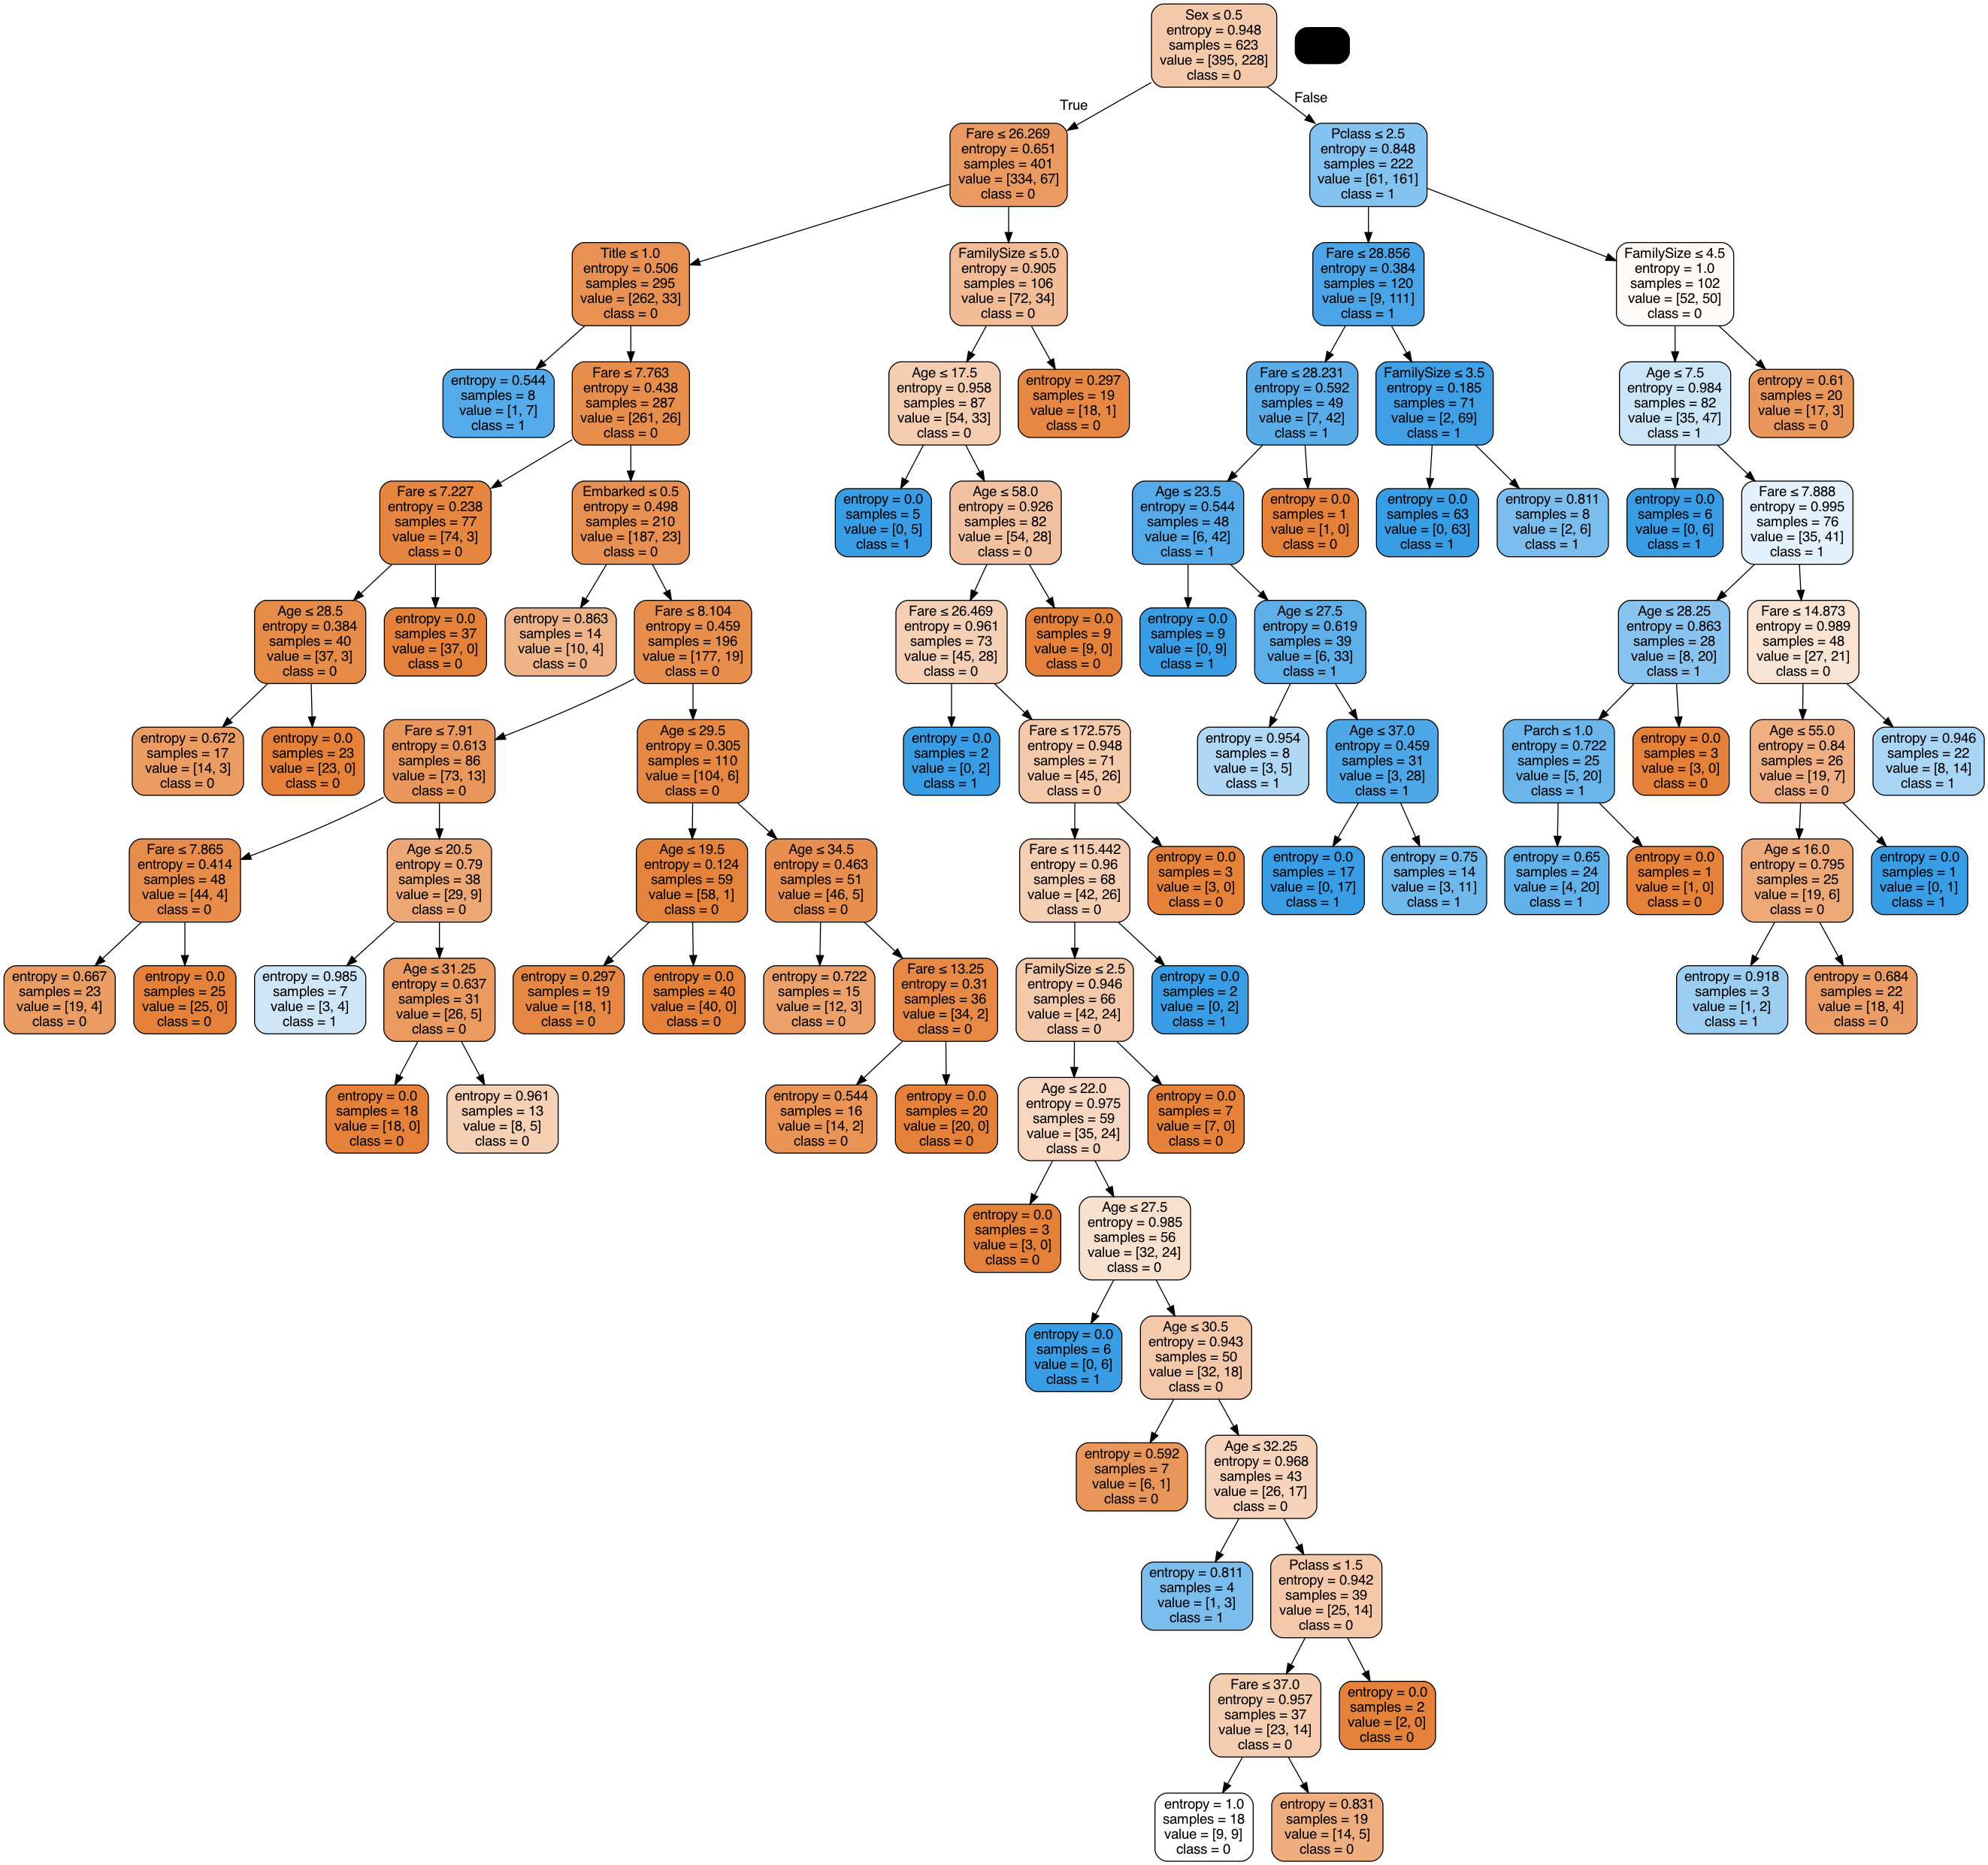 Sex ≤ 0.5
entropy = 0.948
samples = 623
value = [395, 228]
class = 0
True
False
Fare ≤ 26.269
entropy = 0.651
samples = 401
value = [334, 67]
class = 0
Pclass ≤ 2.5
entropy = 0.848
samples = 222
value = [61, 161]
class = 1
Title ≤ 1.0
entropy = 0.506
samples = 295
value = [262, 33]
class = 0
FamilySize ≤ 5.0
entropy = 0.905
samples = 106
value = [72, 34]
class = 0
Fare ≤ 28.856
entropy = 0.384
samples = 120
value = [9, 111]
class = 1
FamilySize ≤ 4.5
entropy = 1.0
samples = 102
value = [52, 50]
class = 0
entropy = 0.544
samples = 8
value = [1, 7]
class = 1
Fare ≤ 7.763
entropy = 0.438
samples = 287
value = [261, 26]
class = 0
Age ≤ 17.5
entropy = 0.958
samples = 87
value = [54, 33]
class = 0
entropy = 0.297
samples = 19
value = [18, 1]
class = 0
Fare ≤ 28.231
entropy = 0.592
samples = 49
value = [7, 42]
class = 1
FamilySize ≤ 3.5
entropy = 0.185
samples = 71
value = [2, 69]
class = 1
Age ≤ 7.5
entropy = 0.984
samples = 82
value = [35, 47]
class = 1
entropy = 0.61
samples = 20
value = [17, 3]
class = 0
Fare ≤ 7.227
entropy = 0.238
samples = 77
value = [74, 3]
class = 0
Embarked ≤ 0.5
entropy = 0.498
samples = 210
value = [187, 23]
class = 0
entropy = 0.0
samples = 5
value = [0, 5]
class = 1
Age ≤ 58.0
entropy = 0.926
samples = 82
value = [54, 28]
class = 0
Age ≤ 23.5
entropy = 0.544
samples = 48
value = [6, 42]
class = 1
entropy = 0.0
samples = 1
value = [1, 0]
class = 0
entropy = 0.0
samples = 63
value = [0, 63]
class = 1
entropy = 0.811
samples = 8
value = [2, 6]
class = 1
entropy = 0.0
samples = 6
value = [0, 6]
class = 1
Fare ≤ 7.888
entropy = 0.995
samples = 76
value = [35, 41]
class = 1
Age ≤ 28.5
entropy = 0.384
samples = 40
value = [37, 3]
class = 0
entropy = 0.0
samples = 37
value = [37, 0]
class = 0
entropy = 0.863
samples = 14
value = [10, 4]
class = 0
Fare ≤ 8.104
entropy = 0.459
samples = 196
value = [177, 19]
class = 0
Fare ≤ 26.469
entropy = 0.961
samples = 73
value = [45, 28]
class = 0
entropy = 0.0
samples = 9
value = [9, 0]
class = 0
entropy = 0.0
samples = 9
value = [0, 9]
class = 1
Age ≤ 27.5
entropy = 0.619
samples = 39
value = [6, 33]
class = 1
Age ≤ 28.25
entropy = 0.863
samples = 28
value = [8, 20]
class = 1
Fare ≤ 14.873
entropy = 0.989
samples = 48
value = [27, 21]
class = 0
entropy = 0.672
samples = 17
value = [14, 3]
class = 0
entropy = 0.0
samples = 23
value = [23, 0]
class = 0
Fare ≤ 7.91
entropy = 0.613
samples = 86
value = [73, 13]
class = 0
Age ≤ 29.5
entropy = 0.305
samples = 110
value = [104, 6]
class = 0
entropy = 0.0
samples = 2
value = [0, 2]
class = 1
Fare ≤ 172.575
entropy = 0.948
samples = 71
value = [45, 26]
class = 0
entropy = 0.954
samples = 8
value = [3, 5]
class = 1
Age ≤ 37.0
entropy = 0.459
samples = 31
value = [3, 28]
class = 1
Parch ≤ 1.0
entropy = 0.722
samples = 25
value = [5, 20]
class = 1
entropy = 0.0
samples = 3
value = [3, 0]
class = 0
Age ≤ 55.0
entropy = 0.84
samples = 26
value = [19, 7]
class = 0
entropy = 0.946
samples = 22
value = [8, 14]
class = 1
Fare ≤ 7.865
entropy = 0.414
samples = 48
value = [44, 4]
class = 0
Age ≤ 20.5
entropy = 0.79
samples = 38
value = [29, 9]
class = 0
Age ≤ 19.5
entropy = 0.124
samples = 59
value = [58, 1]
class = 0
Age ≤ 34.5
entropy = 0.463
samples = 51
value = [46, 5]
class = 0
Fare ≤ 115.442
entropy = 0.96
samples = 68
value = [42, 26]
class = 0
entropy = 0.0
samples = 3
value = [3, 0]
class = 0
entropy = 0.0
samples = 17
value = [0, 17]
class = 1
entropy = 0.75
samples = 14
value = [3, 11]
class = 1
entropy = 0.65
samples = 24
value = [4, 20]
class = 1
entropy = 0.0
samples = 1
value = [1, 0]
class = 0
Age ≤ 16.0
entropy = 0.795
samples = 25
value = [19, 6]
class = 0
entropy = 0.0
samples = 1
value = [0, 1]
class = 1
entropy = 0.667
samples = 23
value = [19, 4]
class = 0
entropy = 0.0
samples = 25
value = [25, 0]
class = 0
entropy = 0.985
samples = 7
value = [3, 4]
class = 1
Age ≤ 31.25
entropy = 0.637
samples = 31
value = [26, 5]
class = 0
entropy = 0.297
samples = 19
value = [18, 1]
class = 0
entropy = 0.0
samples = 40
value = [40, 0]
class = 0
entropy = 0.722
samples = 15
value = [12, 3]
class = 0
Fare ≤ 13.25
entropy = 0.31
samples = 36
value = [34, 2]
class = 0
FamilySize ≤ 2.5
entropy = 0.946
samples = 66
value = [42, 24]
class = 0
entropy = 0.0
samples = 2
value = [0, 2]
class = 1
entropy = 0.918
samples = 3
value = [1, 2]
class = 1
entropy = 0.684
samples = 22
value = [18, 4]
class = 0
entropy = 0.0
samples = 18
value = [18, 0]
class = 0
entropy = 0.961
samples = 13
value = [8, 5]
class = 0
entropy = 0.544
samples = 16
value = [14, 2]
class = 0
entropy = 0.0
samples = 20
value = [20, 0]
class = 0
Age ≤ 22.0
entropy = 0.975
samples = 59
value = [35, 24]
class = 0
entropy = 0.0
samples = 7
value = [7, 0]
class = 0
entropy = 0.0
samples = 3
value = [3, 0]
class = 0
Age ≤ 27.5
entropy = 0.985
samples = 56
value = [32, 24]
class = 0
entropy = 0.0
samples = 6
value = [0, 6]
class = 1
Age ≤ 30.5
entropy = 0.943
samples = 50
value = [32, 18]
class = 0
entropy = 0.592
samples = 7
value = [6, 1]
class = 0
Age ≤ 32.25
entropy = 0.968
samples = 43
value = [26, 17]
class = 0
entropy = 0.811
samples = 4
value = [1, 3]
class = 1
Pclass ≤ 1.5
entropy = 0.942
samples = 39
value = [25, 14]
class = 0
Fare ≤ 37.0
entropy = 0.957
samples = 37
value = [23, 14]
class = 0
entropy = 0.0
samples = 2
value = [2, 0]
class = 0
entropy = 1.0
samples = 18
value = [9, 9]
class = 0
entropy = 0.831
samples = 19
value = [14, 5]
class = 0